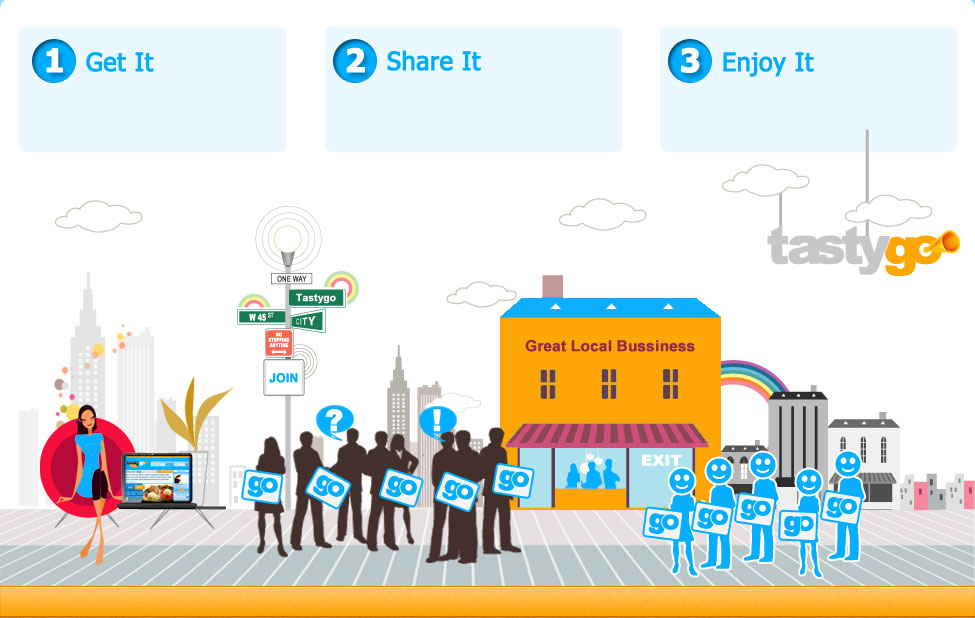 1 Get It
2 Share It
3 Enjoy It
tastygo
ONE WAY
Tastygo
W 45 ST
CITY
NO
STOPPING
ANYTIME
JOIN
Great Local Bussiness
? !
EXIT
go go go go go
go go go go go